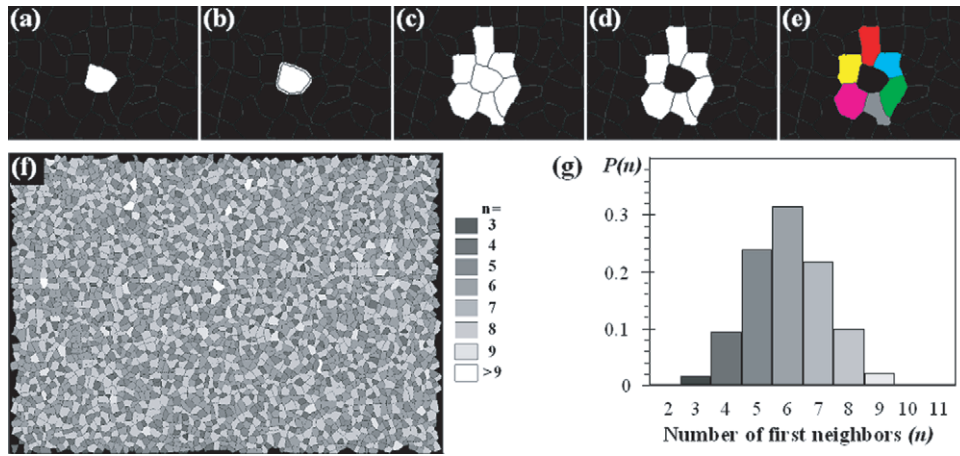 (a) (b) (c) (d) (e)
(f)
n=
3
4
5
6
7
8
9
>9
(g) P(n)
0.3
0.2
0.1
0
2 3 4 5 6 7 8 9 10 11
Number of first neighbors (n)